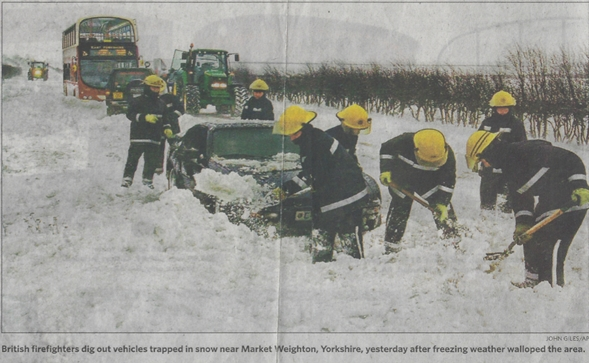 JOHN GILES/AP
British firefighters dig out vehicles trapped in snow near Market Weighton, Yorkshire, yesterday after freezing weather walloped the area.